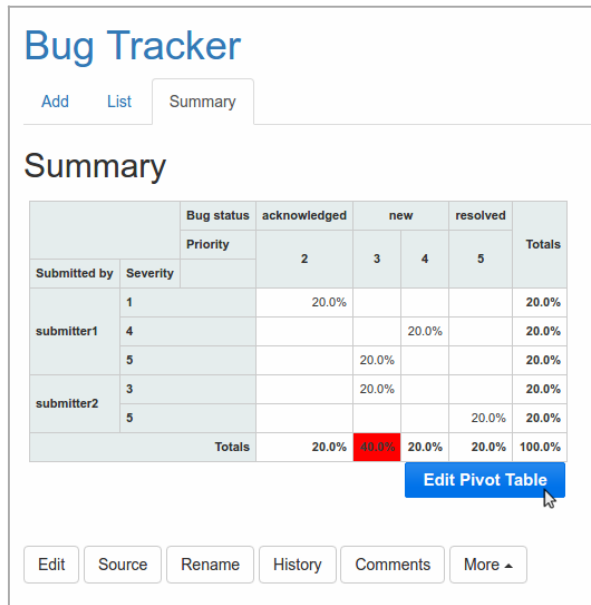 Bug Tracker
Add List Summary
Summary
Bug status acknowledged new resolved Totals
Priority 2 3 4 5
Submitted by Severity
submitter1 1 20.0% 20.0%
4 20.0% 20.0%
5 20.0% 20.0%
submitter2 3 20.0% 20.0%
5 20.0% 20.0%
Totals 20.0% 40.0% 20.0% 20.0% 100.0%
Edit Pivot Table
Edit Source Rename History Comments More